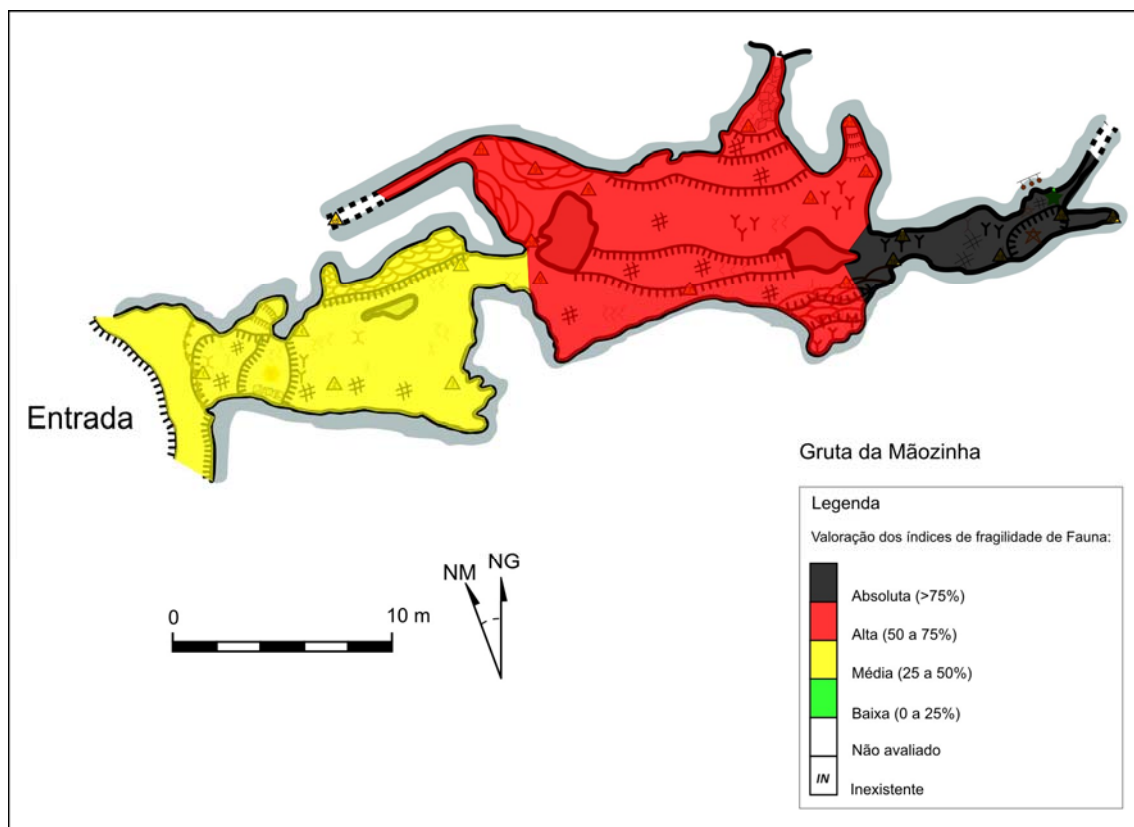 Entrada
Gruta da Mãozinha
Legenda
Valoração dos índices de fragilidade de Fauna:
Absoluta (>75%)
Alta (50 a 75%)
Média (25 a 50%)
Baixa (0 a 25%)
Não avaliado
IN Inexistente
NM NG
0 10 m